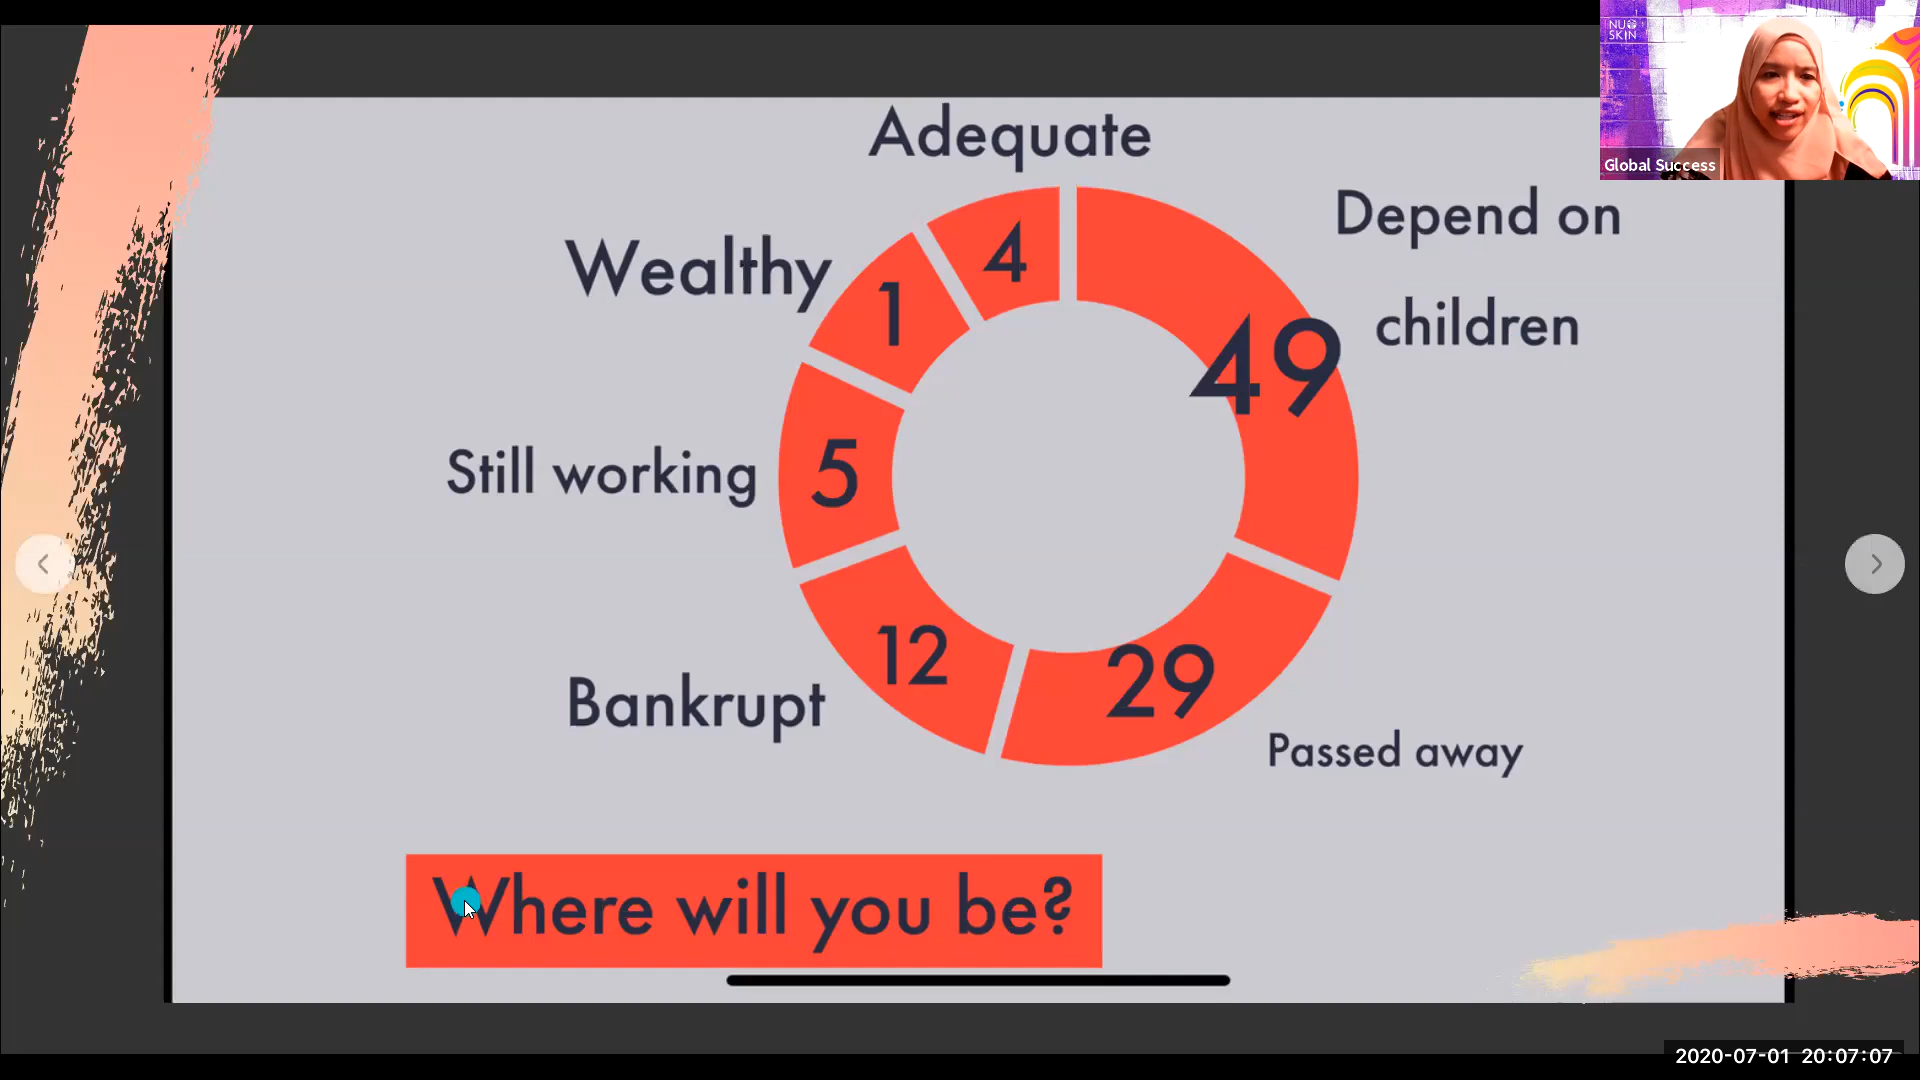 NU
SKIN
Global Success
Adequate
Depend on
children
Wealthy
4
1
49
Still working
5
12
29
Bankrupt
Passed away
Where will you be?
2020-07-01 20:07:07